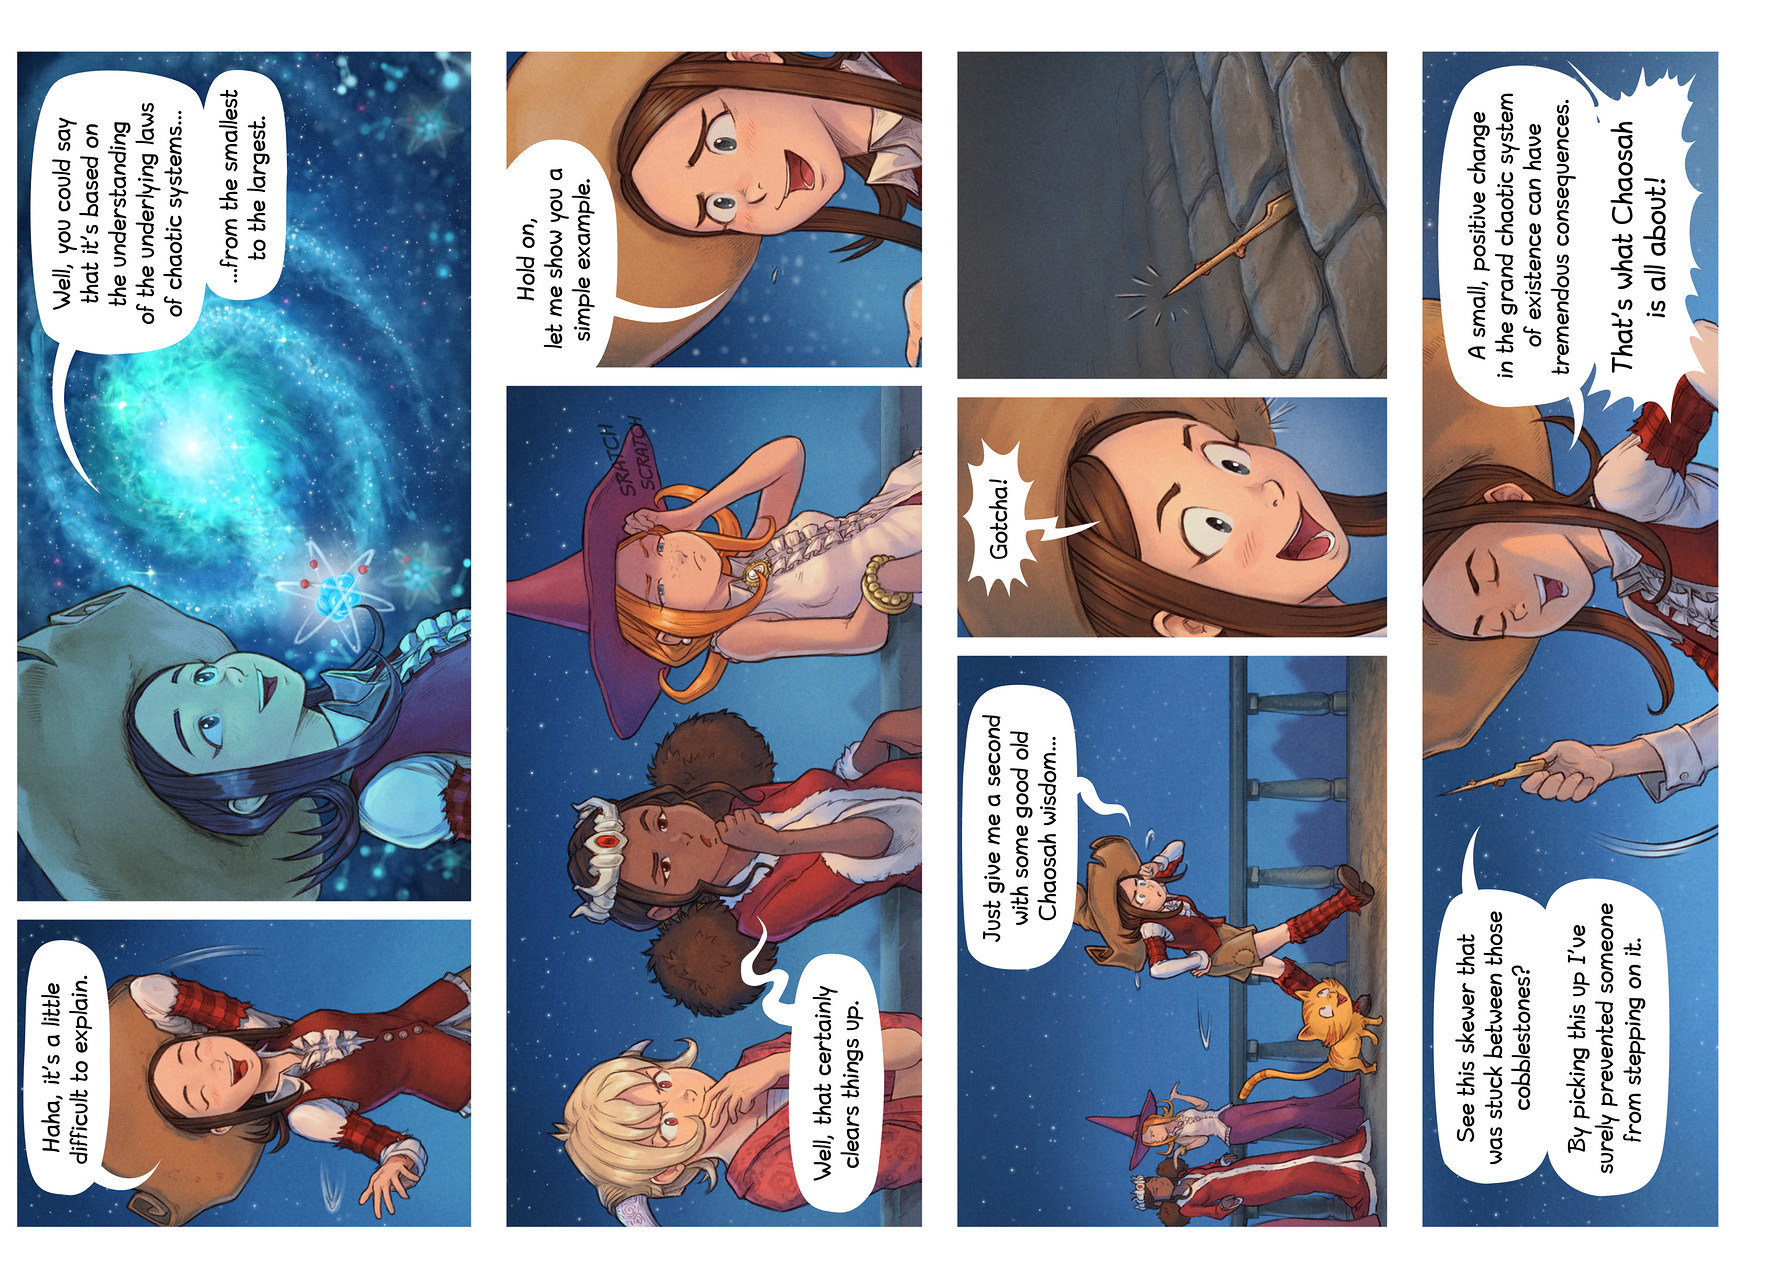 Haha, it's a little
difficult to explain.
Well, you could say
that it's based on
the understanding
of the underlying laws
of chaotic systems...
...from the smallest
to the largest.
Well, that certainly
clears things up.
SRATCH
SCRATCH
Hold on,
let me show you a
simple example.
Just give me a second
with some good old
Chaosah wisdom...
Gotcha!
See this skewer that
was stuck between those
cobblestones?
By picking this up I've
surely prevented someone
from stepping on it.
A small, positive change
in the grand chaotic system
of existence can have
tremendous consequences.
That's what Chaosah
is all about!